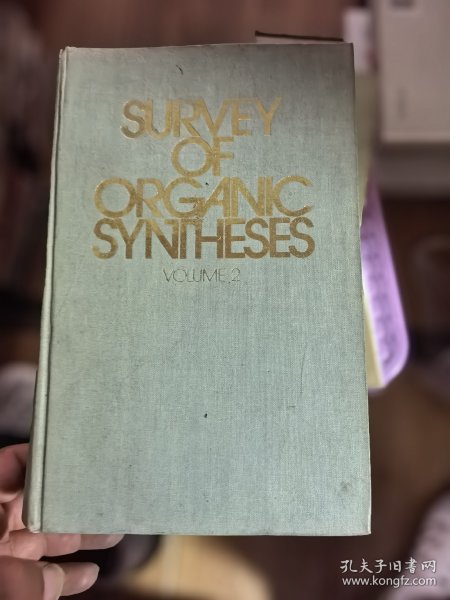 SURVEY
OF
ORGANIC
SYNTHESES
VOLUME 2
孔夫子旧书网
www.kongfz.com